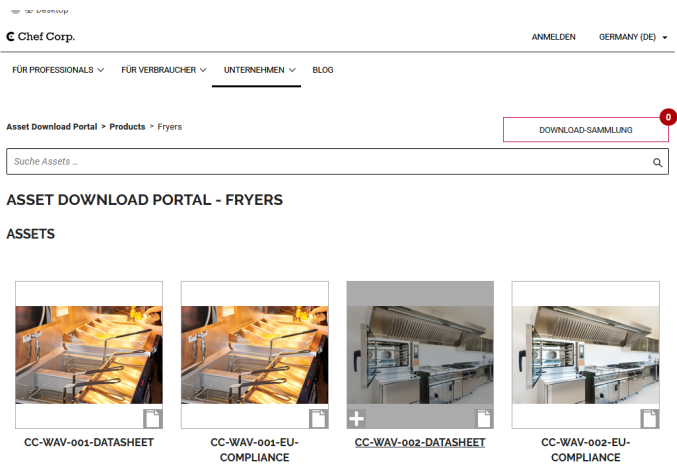 Desktop
Chef Corp.
ANMELDEN GERMANY (DE)
FÜR PROFESSIONALS FÜR VERBRAUCHER UNTERNEHMEN BLOG
0
Asset Download Portal > Products > Fryers
DOWNLOAD-SAMMLUNG
Suche Assets ...
ASSET DOWNLOAD PORTAL - FRYERS
ASSETS
CC-WAV-001-DATASHEET
CC-WAV-001-EU-
COMPLIANCE
CC-WAV-002-DATASHEET
CC-WAV-002-EU-
COMPLIANCE